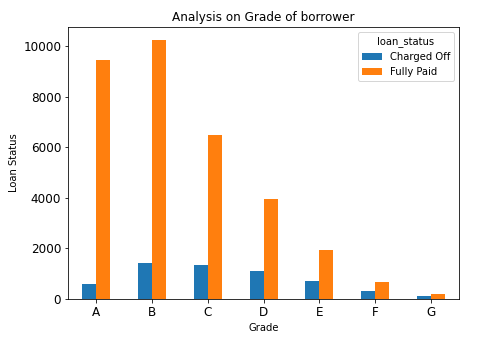 Analysis on Grade of borrower
loan_status
Charged Off
Fully Paid
10000
8000
6000
4000
2000
0
Loan Status
A B C D E F G
Grade